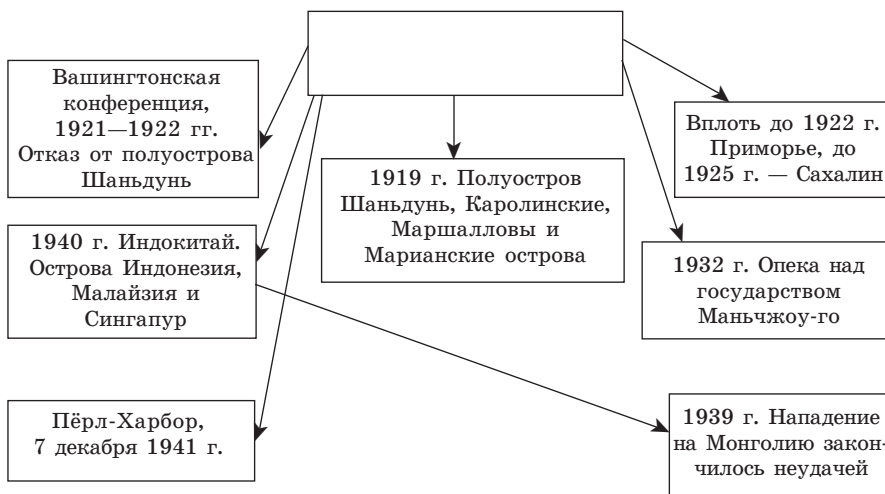 Вашингтонская
конференция,
1921—1922 гг.
Отказ от полуострова
Шаньдунь
Вплоть до 1922 г.
Приморье, до
1925 г. — Сахалин
1919 г. Полуостров
Шаньдунь, Каролинские,
Маршалловы и
Марианские острова
1940 г. Индокитай.
Острова Индонезия,
Малайзия и
Сингапур
1932 г. Опека над
государством
Маньчжоу-го
Пёрл-Харбор,
7 декабря 1941 г.
1939 г. Нападение
на Монголию закон-
чилось неудачей